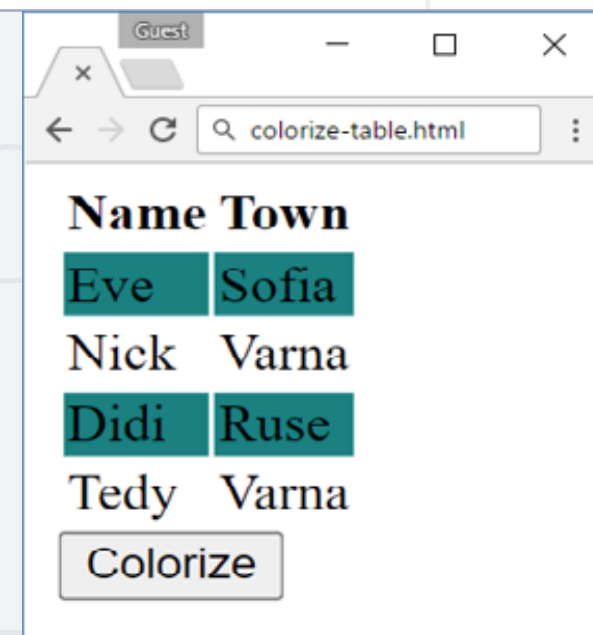 Guest
colorize-table.html
Name Town
Eve Sofia
Nick Varna
Didi Ruse
Tedy Varna
Colorize